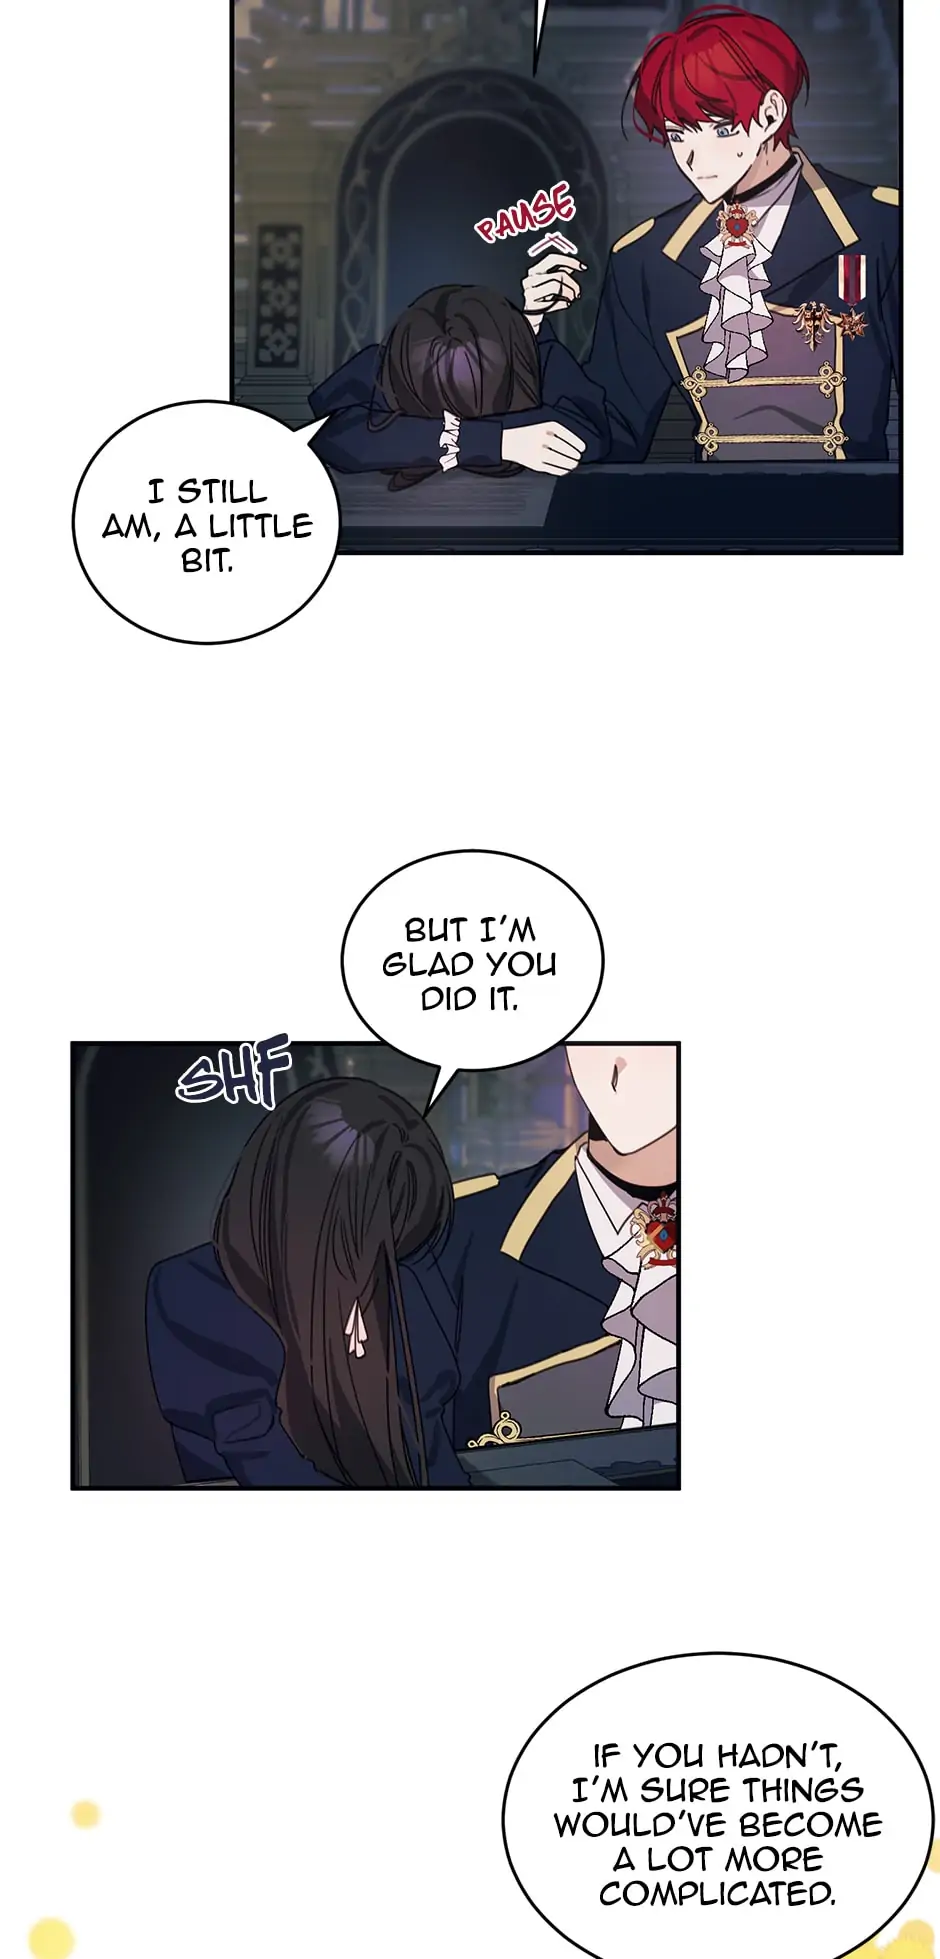 PAUSE
I STILL
AM, A LITTLE
BIT.
BUT I'M
GLAD YOU
DID IT.
SHF
IF YOU HADN'T,
I'M SURE THINGS
WOULD'VE BECOME
A LOT MORE
COMPLICATED.